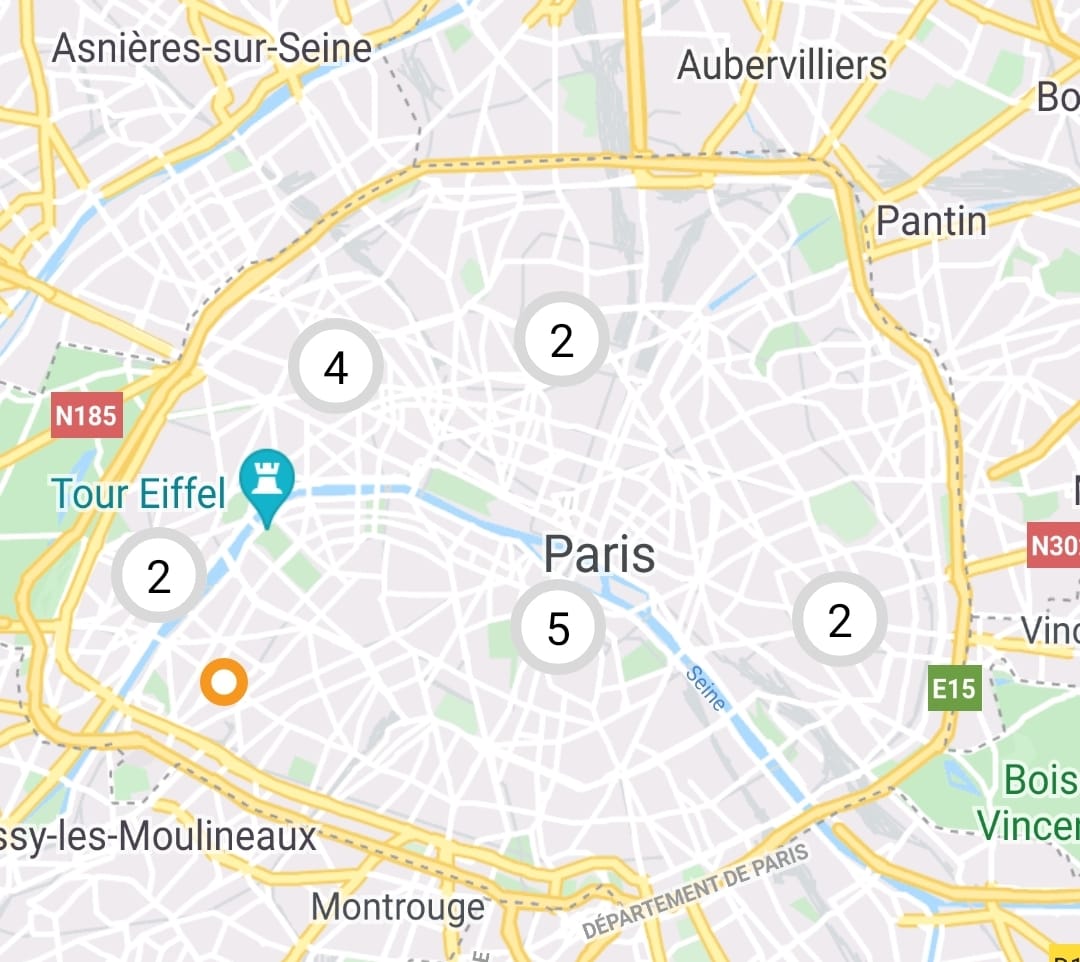 Asnières-sur-Seine
Aubervilliers
Bo
Pantin
2
4
N185
Tour Eiffel
N30
Paris
2
5
2
Vinc
Seine
E15
Bois
Vincen
ssy-les-Moulineaux
DÉPARTEMENT DE PARIS
Montrouge